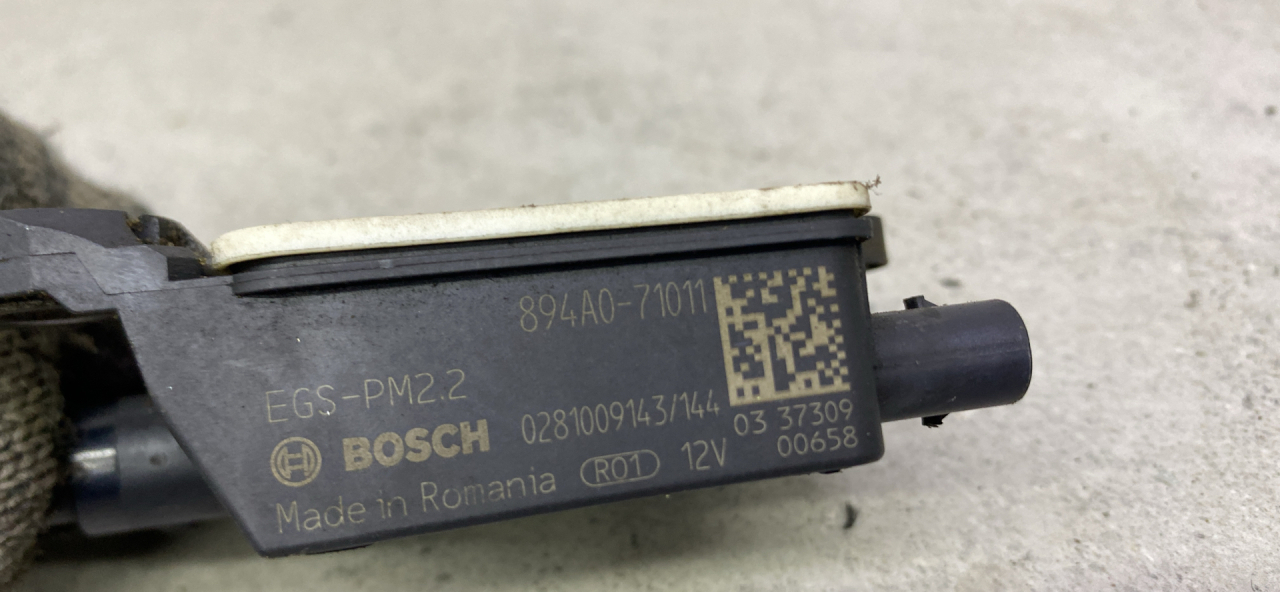 894A0-71011
EGS-PM2.2
BOSCH
0281009143/144
03 37309
00658
Made in Romania
R01
12V